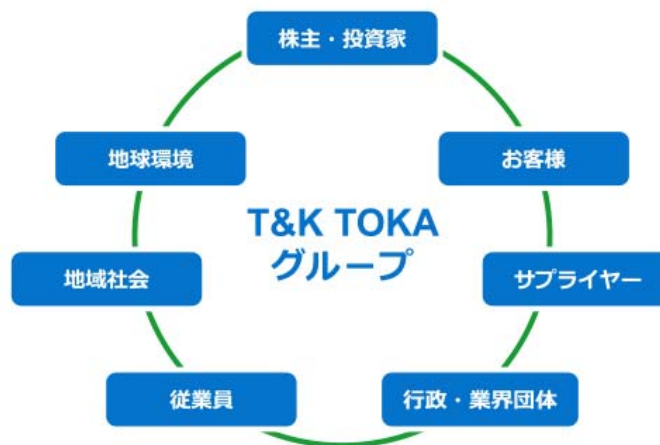 株主・投資家
地球環境
お客様
T&K TOKA
グループ
地域社会
サプライヤー
従業員
行政・業界団体